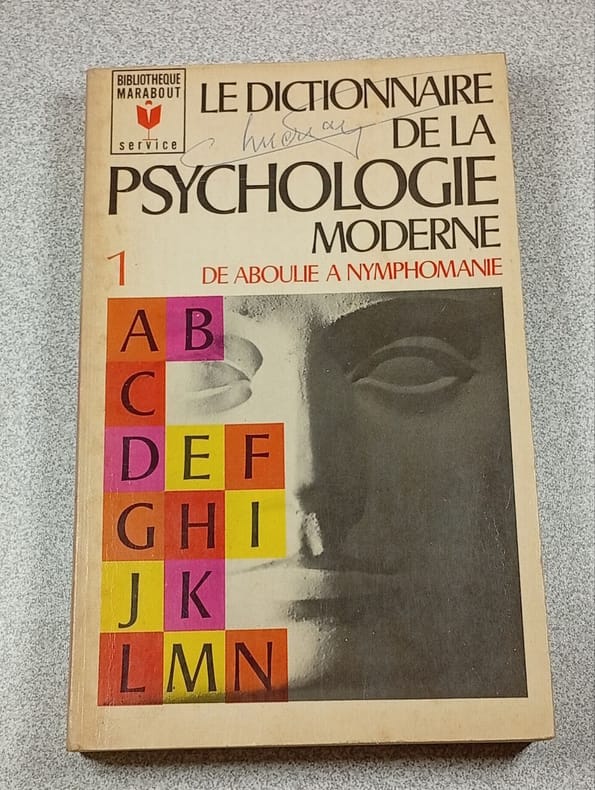 BIBLIOTHEQUE
MARABOUT
service
LE DICTIONNAIRE
DE LA
PSYCHOLOGIE
MODERNE
1
DE ABOULIE A NYMPHOMANIE
A B
C
D E F
G H I
J K
L M N